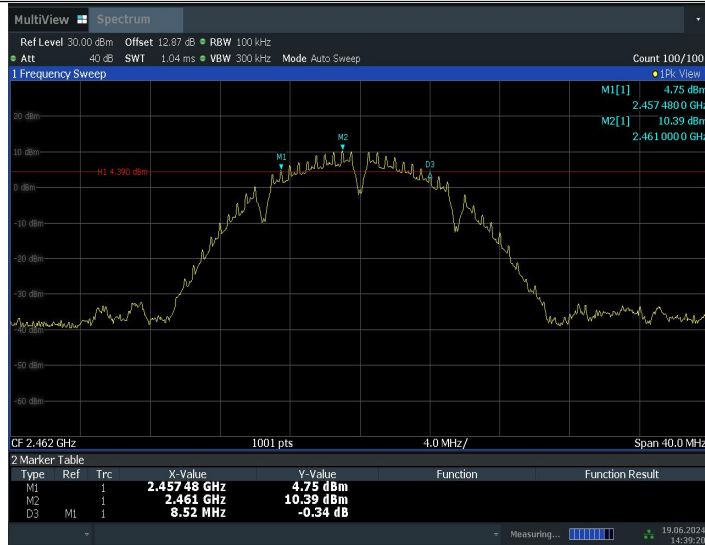 MultiView Spectrum
Ref Level 30.00 dBm Offset 12.87 dB RBW 100 kHz
Att 40 dB SWT 1.04 ms VBW 300 kHz Mode Auto Sweep Count 100/100
1 Frequency Sweep 1Pk View
M1[1] 4.75 dBm
2.457 480 0 GHz
M2[1] 10.39 dBm
2.461 000 0 GHz
20 dBm
M2
10 dBm
M1
D3
H1 4.390 dBm
0 dBm
-10 dBm
-20 dBm
-30 dBm
-40 dBm
-50 dBm
-60 dBm
CF 2.462 GHz 1001 pts 4.0 MHz/ Span 40.0 MHz
2 Marker Table
Type Ref Trc X-Value Y-Value Function Function Result
M1 1 2.457 48 GHz 4.75 dBm
M2 1 2.461 GHz 10.39 dBm
D3 M1 1 8.52 MHz -0.34 dB
Measuring... 19.06.2024
14:39:20